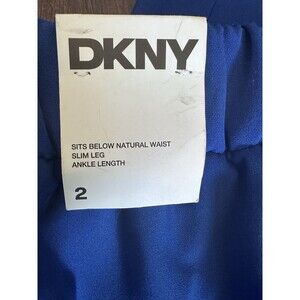 DKNY
SITS BELOW NATURAL WAIST
SLIM LEG
ANKLE LENGTH
2